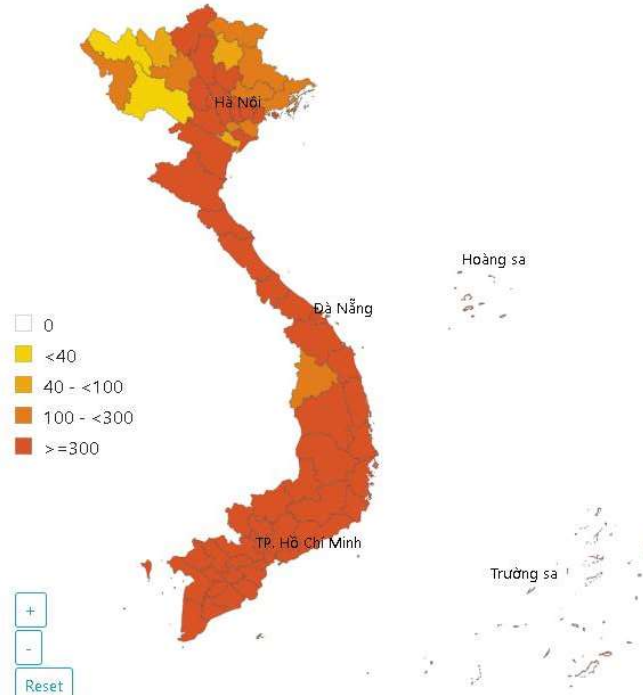 Hà Nội
Hoàng sa
Đà Nẵng
0
<40
40 - <100
100 - <300
>=300
TP. Hồ Chí Minh
Trường sa
+
-
Reset